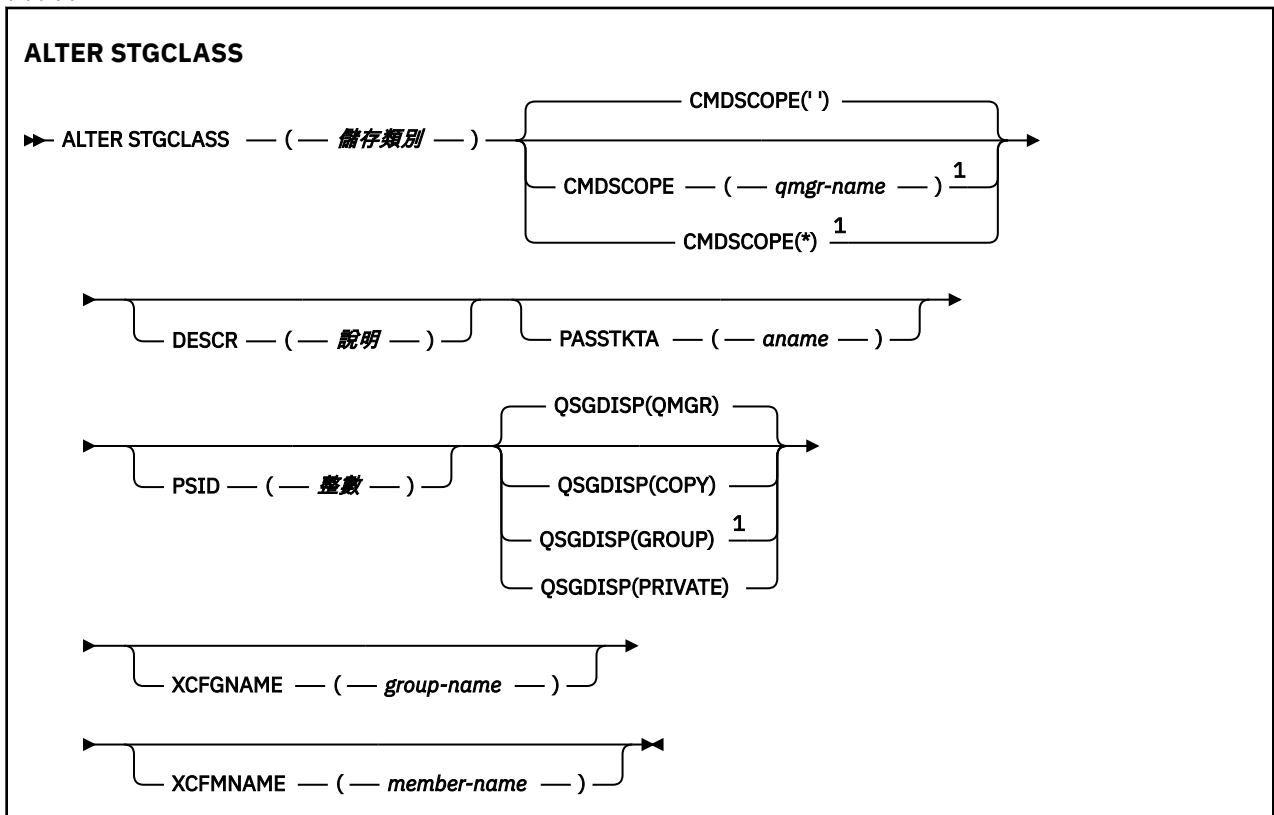 ALTER STGCLASS
CMDSCOPE(' ')
ALTER STGCLASS ( 儲存類別 )
CMDSCOPE ( qmgr-name ) 1
CMDSCOPE(*) 1
DESCR ( 說明 ) PASSTKTA ( aname )
QSGDISP(QMGR)
PSID ( 整數 ) QSGDISP(COPY)
QSGDISP(GROUP) 1
QSGDISP(PRIVATE)
XCFGNAME ( group-name )
XCFMNAME ( member-name )